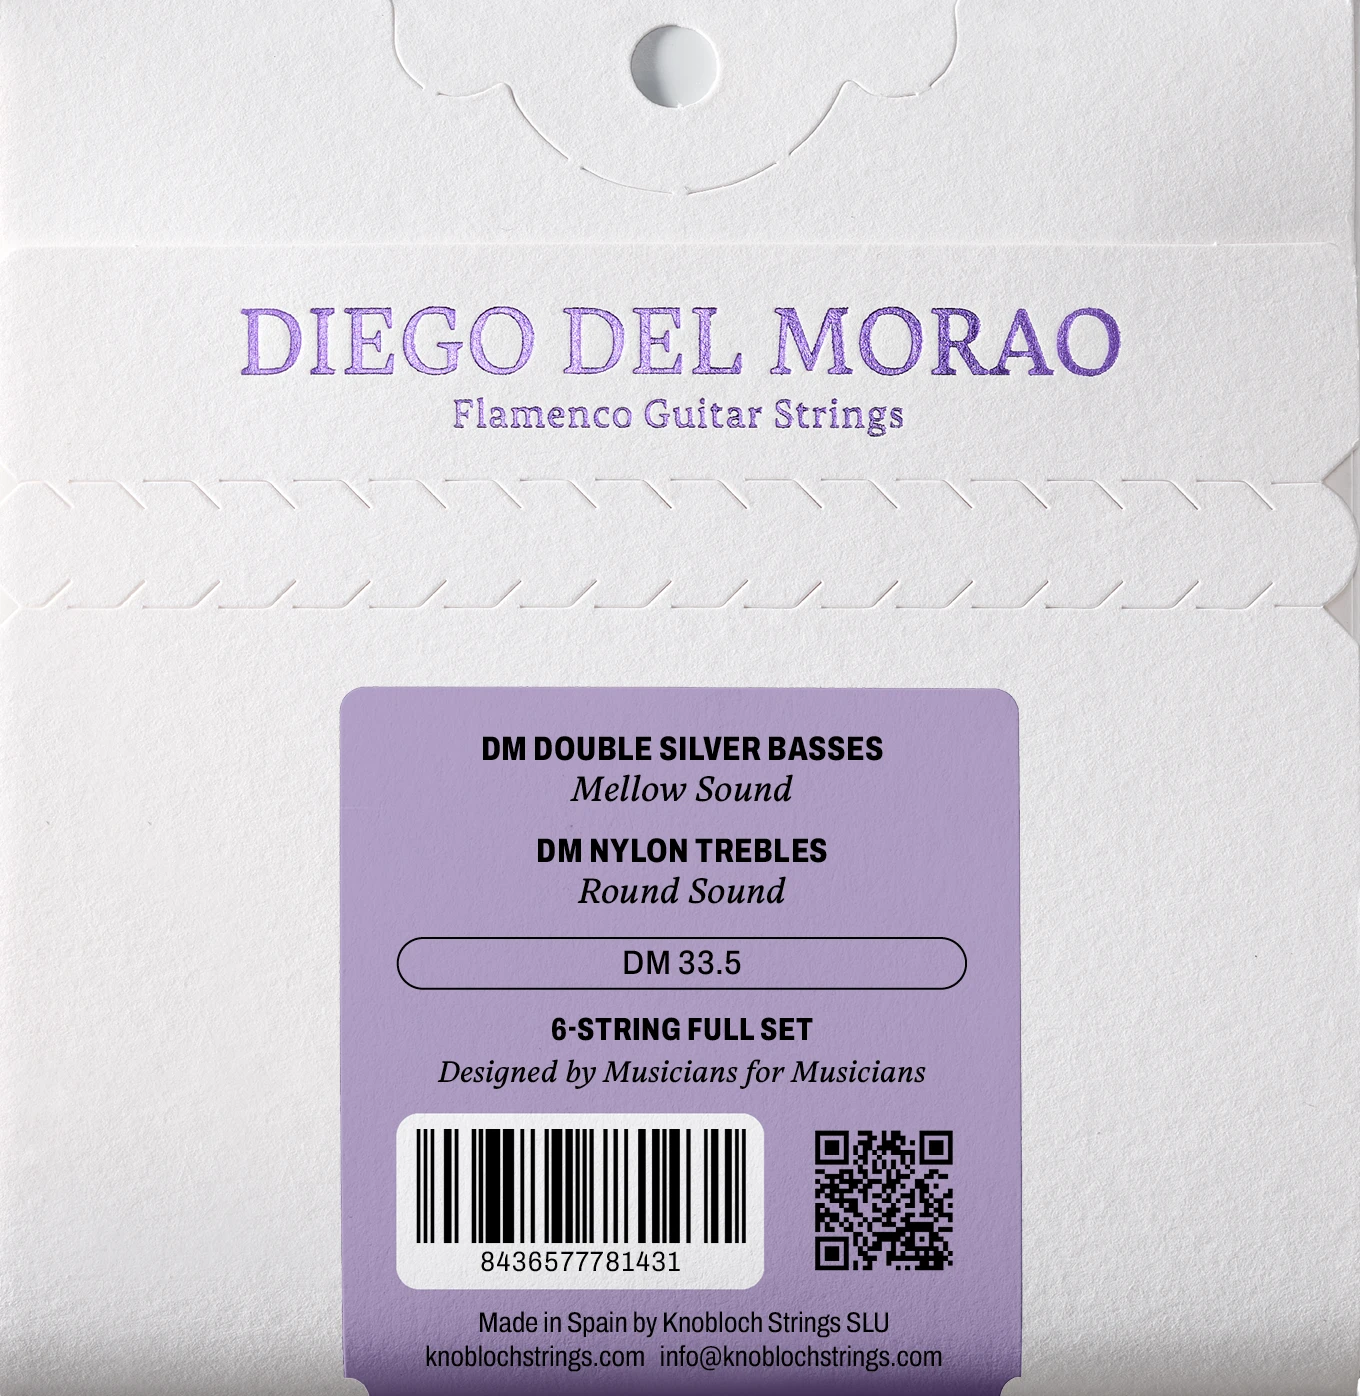 DIEGO DEL MORAO
Flamenco Guitar Strings
DM DOUBLE SILVER BASSES
Mellow Sound
DM NYLON TREBLES
Round Sound
DM 33.5
6-STRING FULL SET
Designed by Musicians for Musicians
8436577781431
Made in Spain by Knobloch Strings SLU
knoblochstrings.com info@knoblochstrings.com